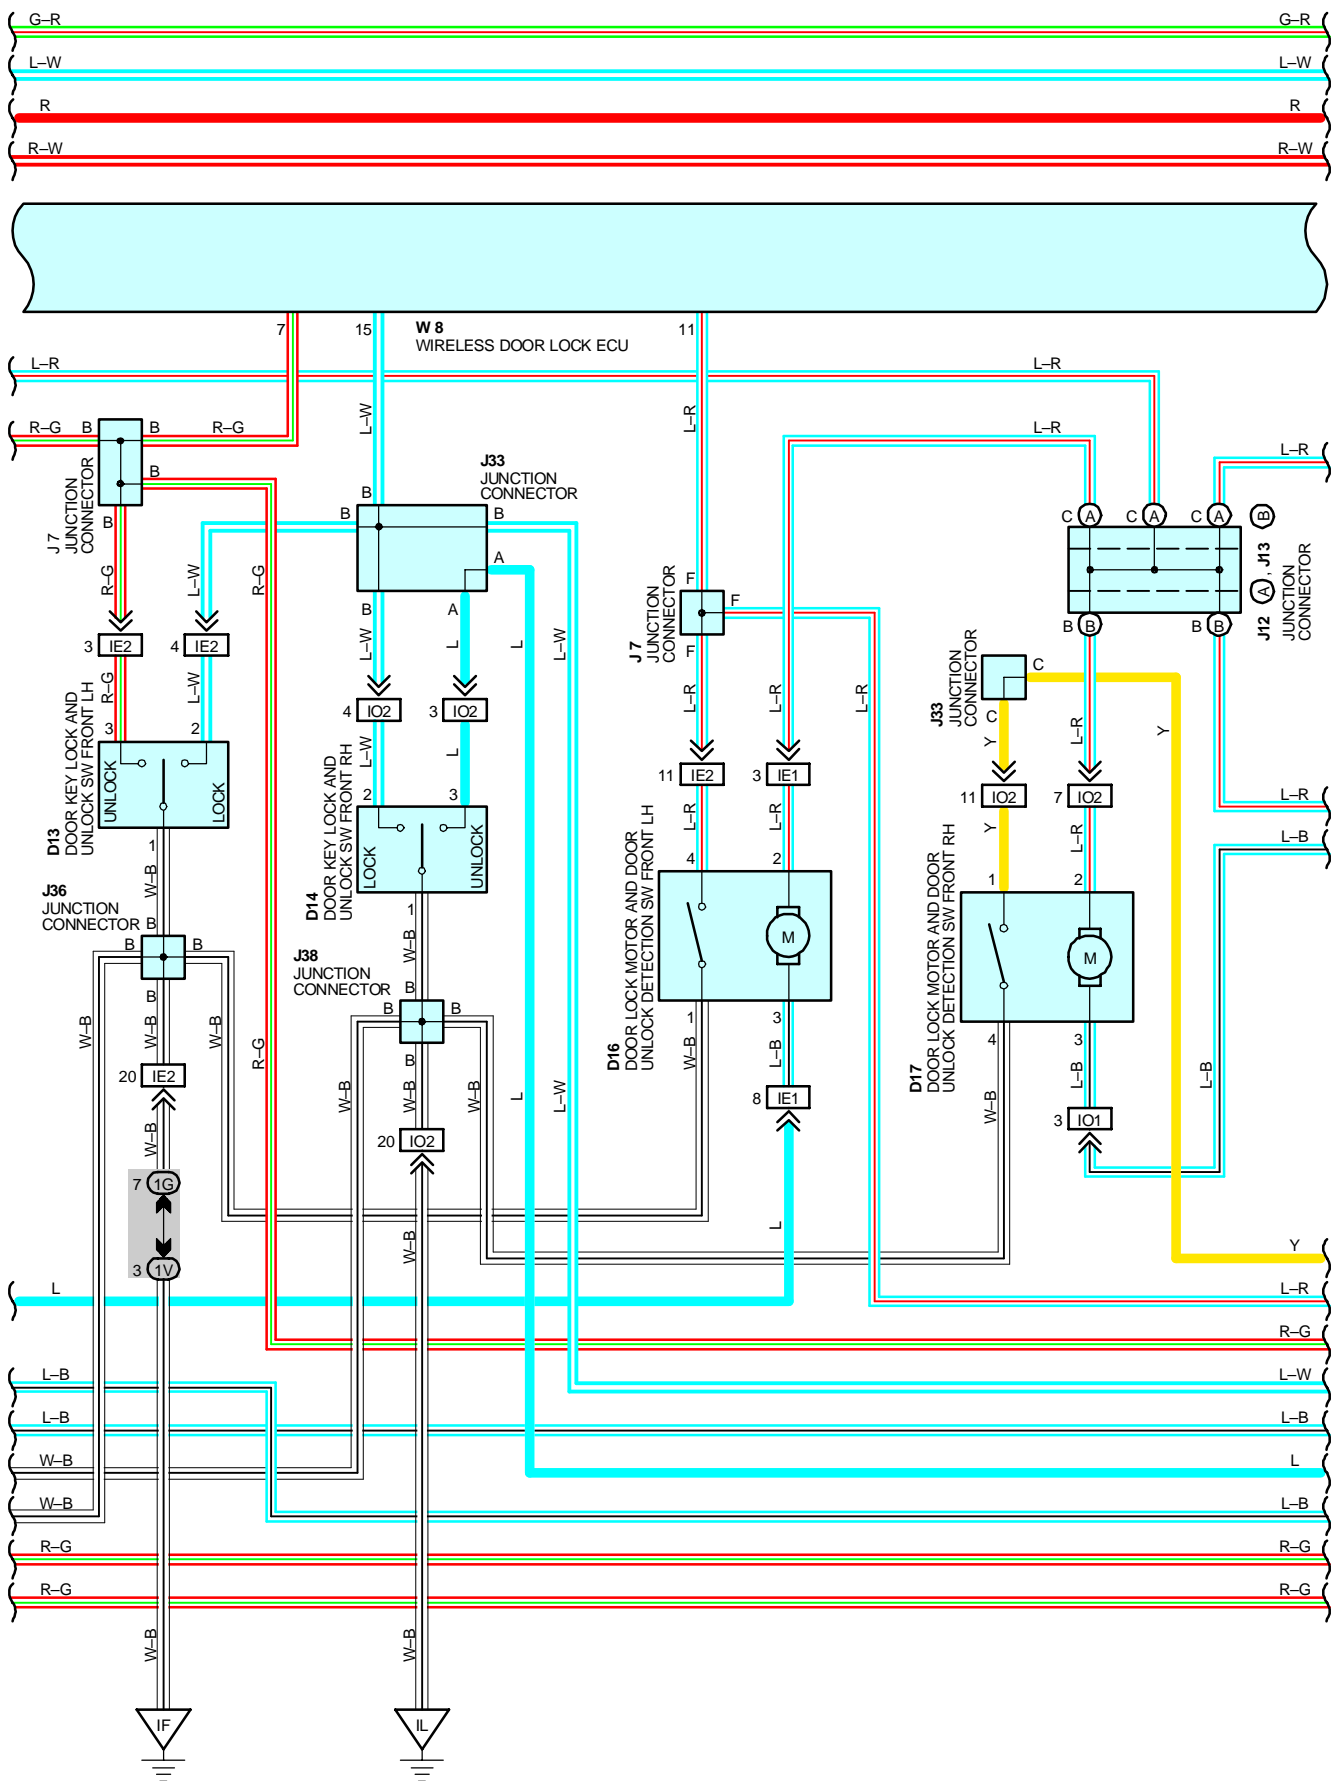 G–R G–R
L–W L–W
R R
R–W R–W
7 15 11
W 8
WIRELESS DOOR LOCK ECU
L–R L–R
R–G B B R–G
L–W
L–R
L–R
L–R
B
J 7
JUNCTION
CONNECTOR
B
R–G
R–G
L–W
J33
JUNCTION
CONNECTOR
B
B B
A
B A
L–W L
L
L–W
C A C A C A B
J12 A , J13 B
JUNCTION
CONNECTOR
B B B B
F
F
F
J 7
JUNCTION
CONNECTOR
3 IE2 4 IE2
R–G L–W
4 IO2 3 IO2
L–W L
L–R L–R L–R
J33
JUNCTION
CONNECTOR
C
C
Y
Y
L–R
3 2
UNLOCK LOCK
D13
DOOR KEY LOCK AND
UNLOCK SW FRONT LH
1
W–B
2 3
LOCK UNLOCK
D14
DOOR KEY LOCK AND
UNLOCK SW FRONT RH
1
W–B
11 IE2 3 IE1
L–R L–R
11 IO2 7 IO2
Y L–R
L–R
L–B
4 2
M
D16
DOOR LOCK MOTOR AND DOOR
UNLOCK DETECTION SW FRONT LH
1 3
W–B L–B
1 2
M
D17
DOOR LOCK MOTOR AND DOOR
UNLOCK DETECTION SW FRONT RH
4 3
W–B L–B
L–B
J36
JUNCTION
CONNECTOR
B
B B
B
W–B W–B W–B
R–G
J38
JUNCTION
CONNECTOR
B
B B
B
W–B W–B W–B
L
L–W
20 IE2
W–B
8 IE1
L
3 IO1
20 IO2
W–B
7 1G
3 1V
Y
L L–R
R–G
L–B L–W
L–B L–B
W–B L
W–B L–B
R–G R–G
R–G R–G
W–B W–B
IF IL